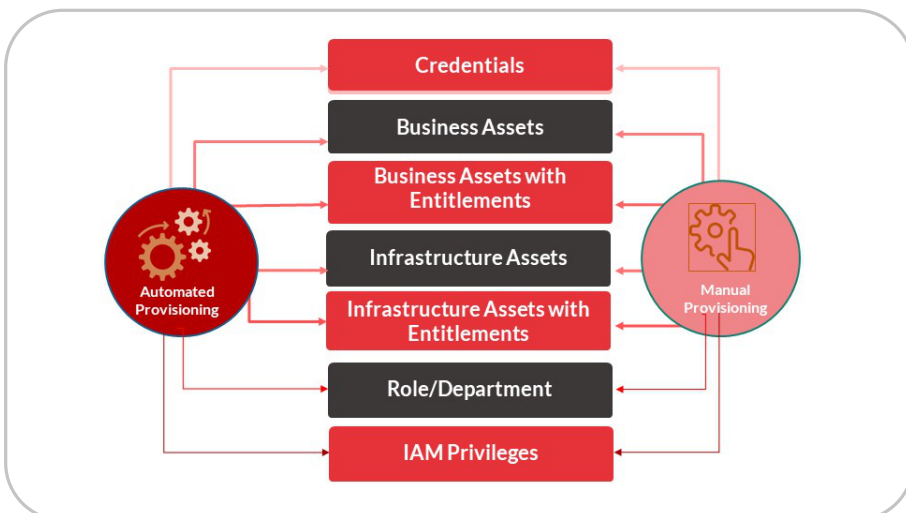 Credentials
Business Assets
Business Assets with
Entitlements
Infrastructure Assets
Infrastructure Assets with
Entitlements
Role/Department
IAM Privileges
Automated
Provisioning
Manual
Provisioning